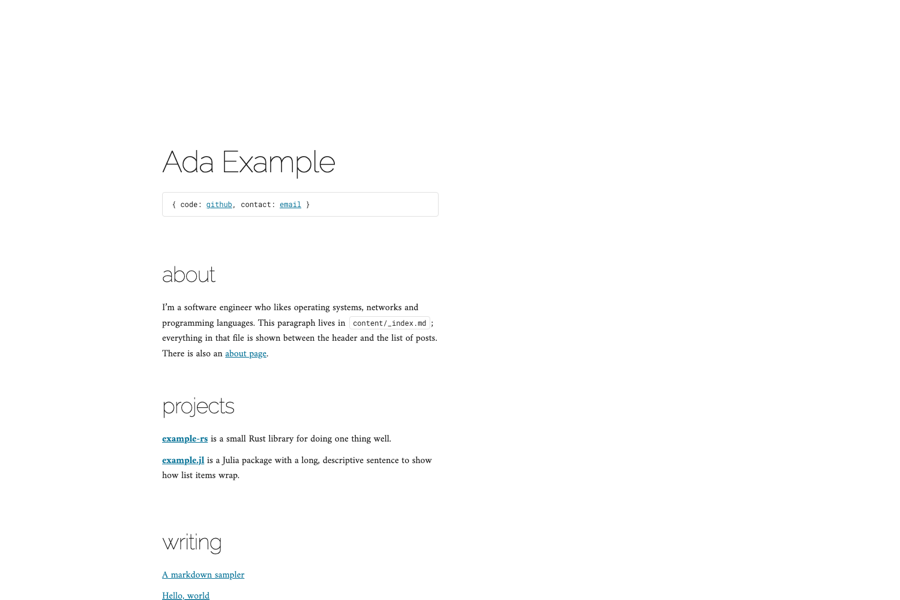 Ada Example
{ code: github, contact: email }
about
I'm a software engineer who likes operating systems, networks and
programming languages. This paragraph lives in content/_index.md ;
everything in that file is shown between the header and the list of posts.
There is also an about page.
projects
example-rs is a small Rust library for doing one thing well.
example.jl is a Julia package with a long, descriptive sentence to show
how list items wrap.
writing
A markdown sampler
Hello, world